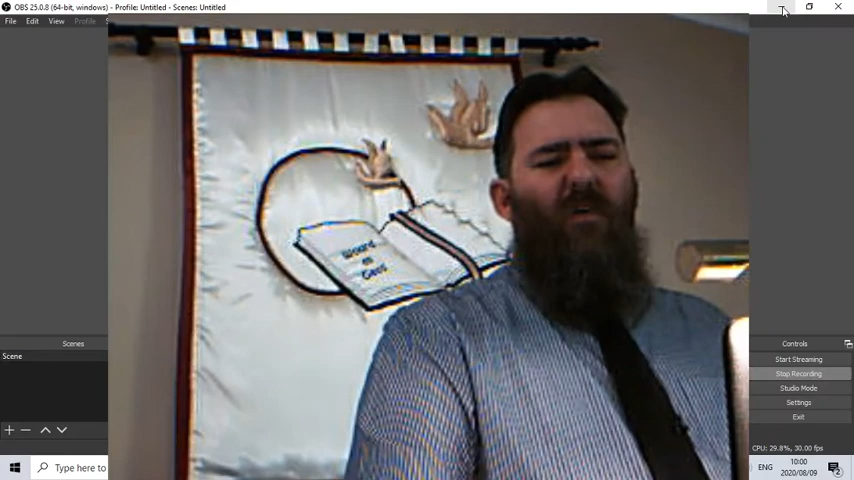 OBS 25.0.8 (64-bit, windows) - Profile: Untitled - Scenes: Untitled
File Edit View Profile
Woord
Scenes
Scene
Controls
Start Streaming
Stop Recording
Studio Mode
Settings
Exit
CPU: 29.8%, 30.00 fps
Type here to
ENG
10:00
2020/08/09